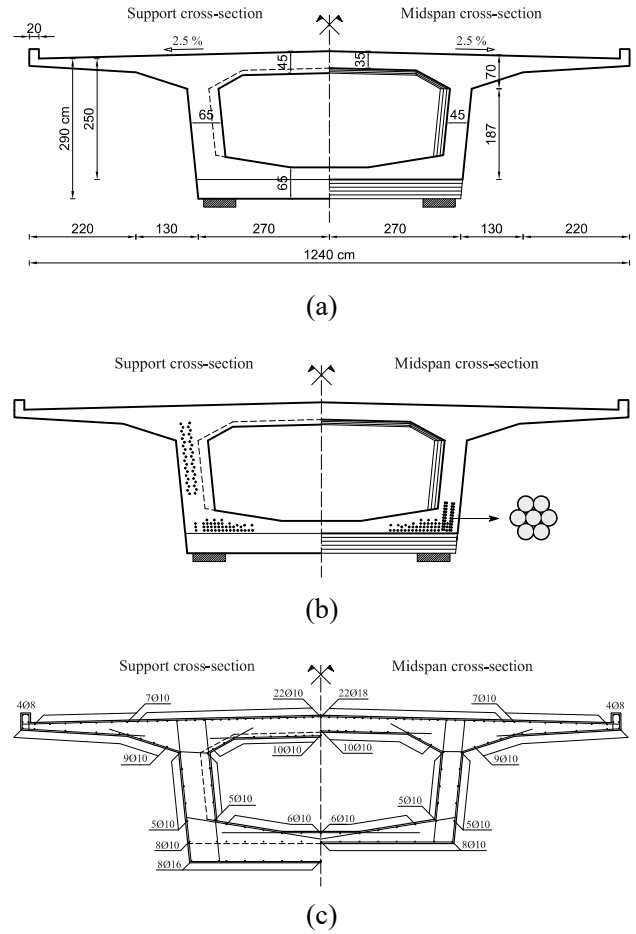 Support cross-section Midspan cross-section
20
2.5 % 2.5 %
45 35
70
290 cm 250 65 45 187
65
220 130 270 270 130 220
1240 cm
(a)
Support cross-section Midspan cross-section
(b)
Support cross-section Midspan cross-section
4Ø8 7Ø10 22Ø10 22Ø18 7Ø10 4Ø8
9Ø10 10Ø10 10Ø10 9Ø10
5Ø10 5Ø10
5Ø10 6Ø10 6Ø10 5Ø10
8Ø10 8Ø10
8Ø16
(c)